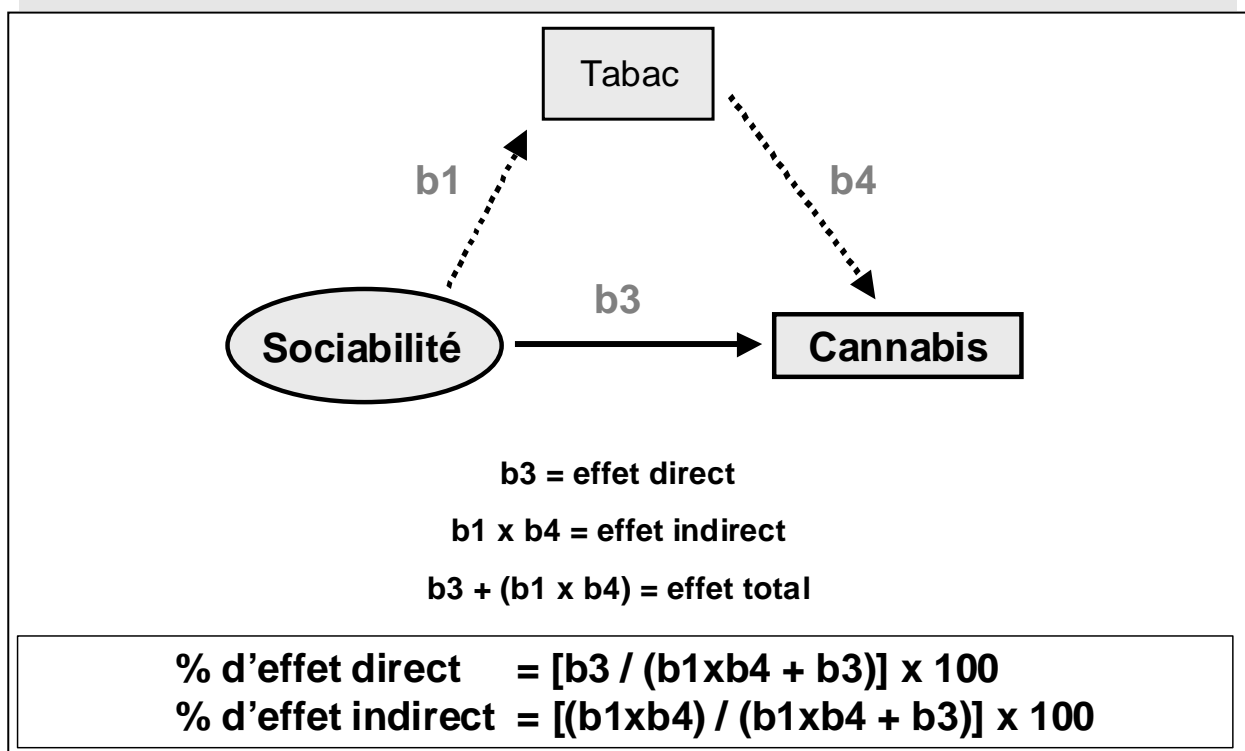 Tabac
b1
b4
b3
Sociabilité
Cannabis
b3 = effet direct
b1 x b4 = effet indirect
b3 + (b1 x b4) = effet total
% d’effet direct = [b3 / (b1xb4 + b3)] x 100
% d’effet indirect = [(b1xb4) / (b1xb4 + b3)] x 100